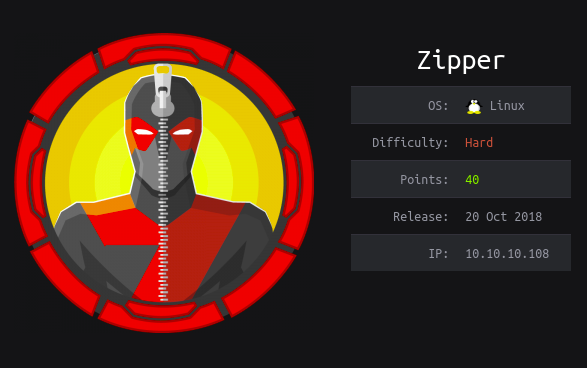 Zipper
OS: Linux
Difficulty: Hard
Points: 40
Release: 20 Oct 2018
IP: 10.10.10.108